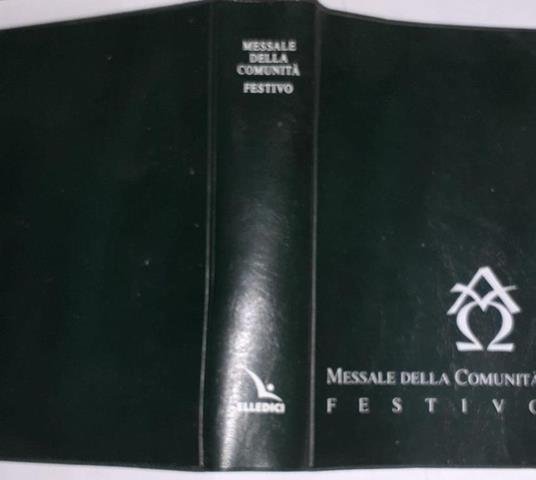 MESSALE
DELLA
COMUNITÀ
FESTIVO
ELLEDICI
MESSALE DELLA COMUNITÀ
FESTIVO